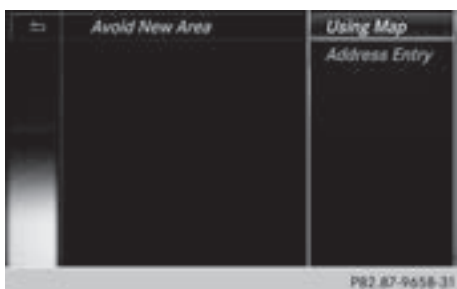 Avoid New Area
Using Map
Address Entry
P82.87-9658-31